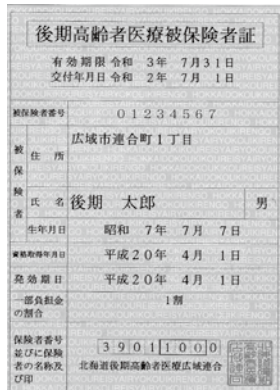 後期高齢者医療被保険者証
有効期限 令和 3年 7月31日
交付年月日 令和 2年 7月 1日
被保険者番号 01234567
被保険者
住所 広域市連合町1丁目
氏名 後期 太郎 男
生年月日 昭和 7年 7月 7日
資格取得年月日 平成20年 4月 1日
発効期日 平成20年 4月 1日
一部負担金の割合 1割
保険者番号並びに保険者の名称及び印 39011000
北海道後期高齢者医療広域連合